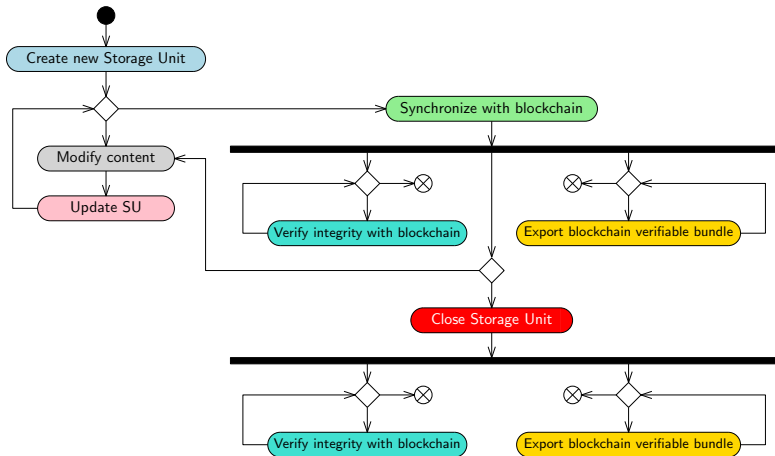 Create new Storage Unit
Synchronize with blockchain
Modify content
Update SU
Verify integrity with blockchain
Export blockchain verifiable bundle
Close Storage Unit
Verify integrity with blockchain
Export blockchain verifiable bundle